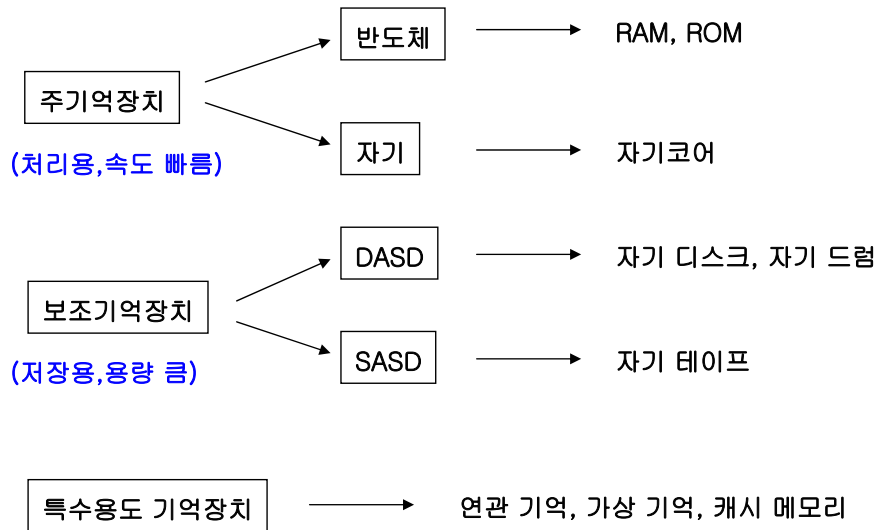 반도체
RAM, ROM
주기억장치
(처리용,속도 빠름)
자기
자기코어
DASD
자기 디스크, 자기 드럼
보조기억장치
(저장용,용량 큼)
SASD
자기 테이프
특수용도 기억장치
연관 기억, 가상 기억, 캐시 메모리